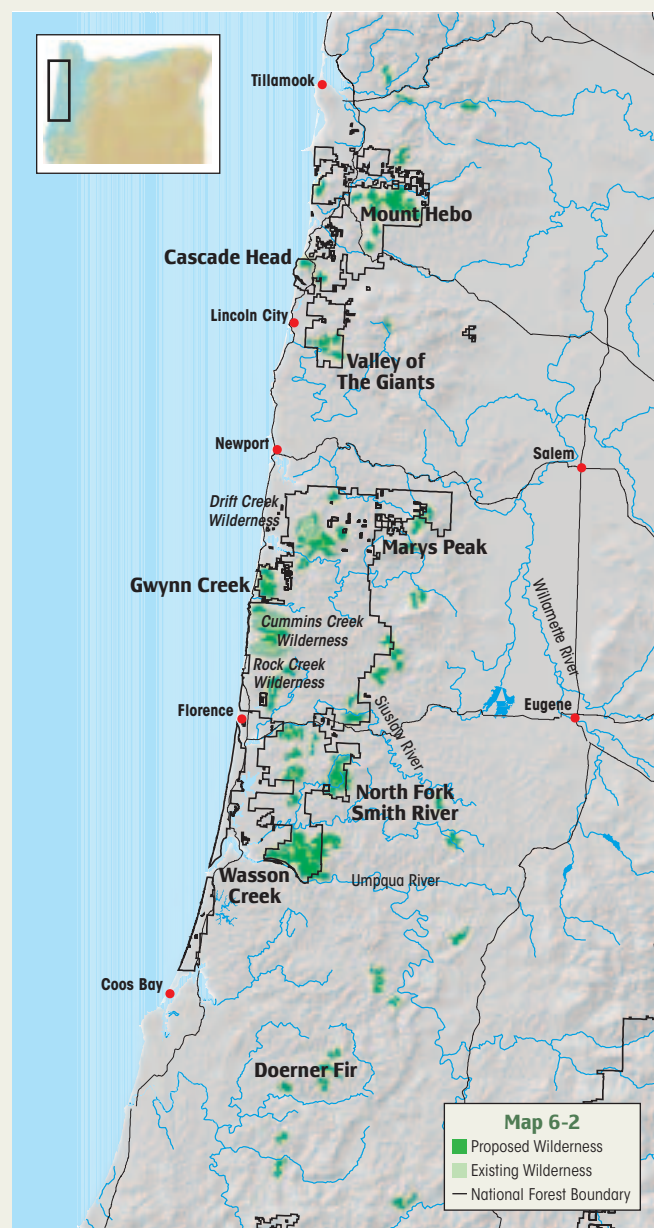 Tillamook
Mount Hebo
Cascade Head
Lincoln City
Valley of
The Giants
Newport
Salem
Drift Creek
Wilderness
Marys Peak
Gwynn Creek
Willamette River
Cummins Creek
Wilderness
Rock Creek
Wilderness
Florence
Siuslaw River
Eugene
North Fork
Smith River
Wasson
Creek
Umpqua River
Coos Bay
Doerner Fir
Map 6-2
Proposed Wilderness
Existing Wilderness
National Forest Boundary